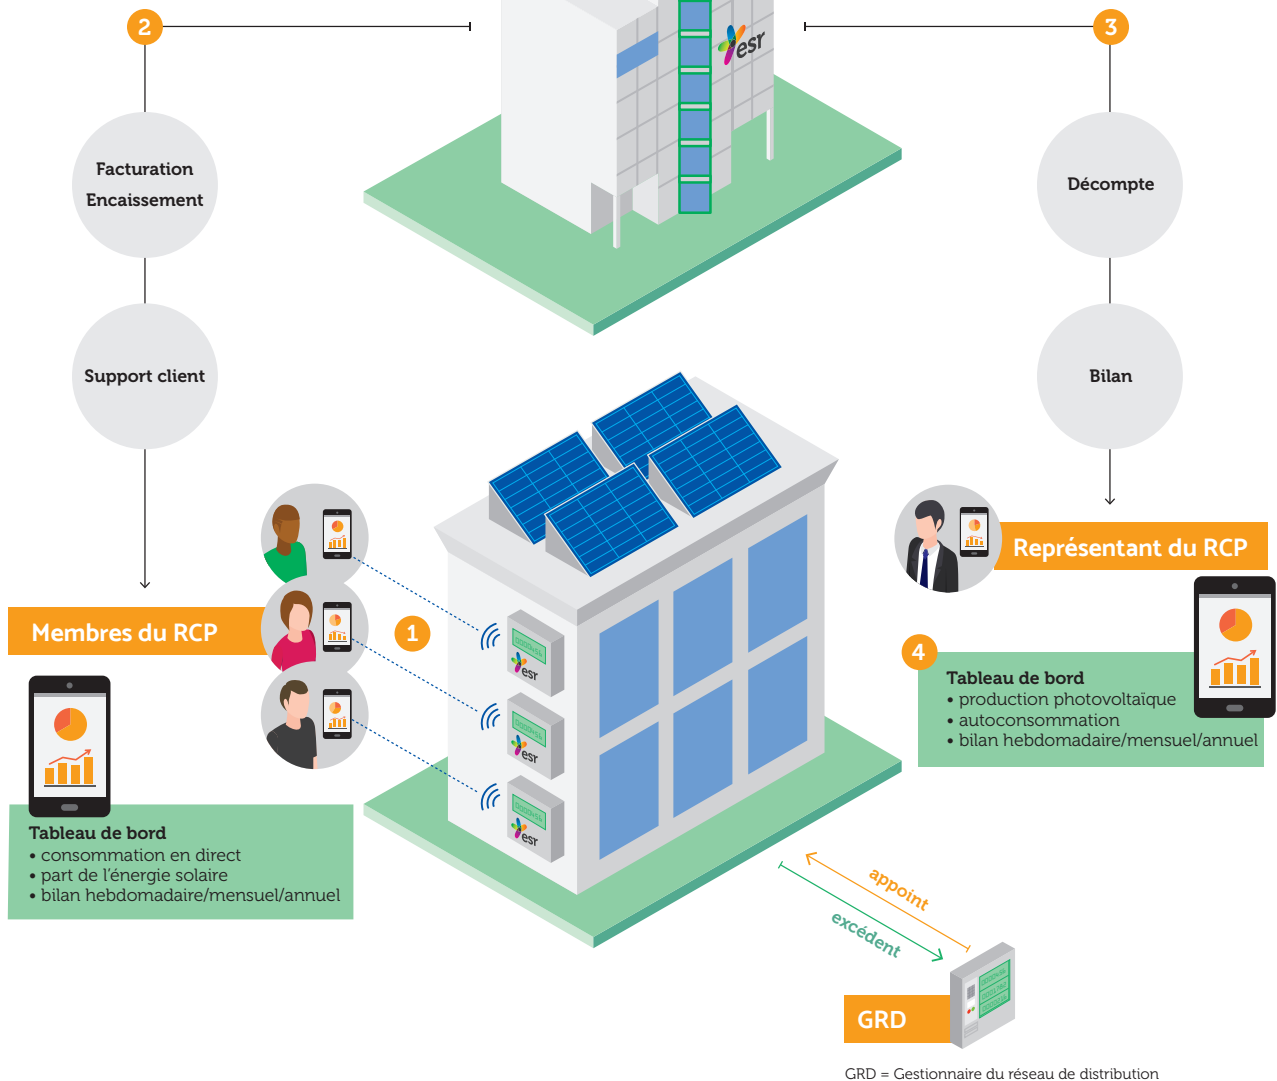 2
3
esr
Facturation
Encaissement
Décompte
Support client
Bilan
Représentant du RCP
Membres du RCP
1
4
Tableau de bord
• production photovoltaïque
• autoconsommation
• bilan hebdomadaire/mensuel/annuel
esr
esr
esr
Tableau de bord
• consommation en direct
• part de l'énergie solaire
• bilan hebdomadaire/mensuel/annuel
appoint
excédent
GRD
GRD = Gestionnaire du réseau de distribution